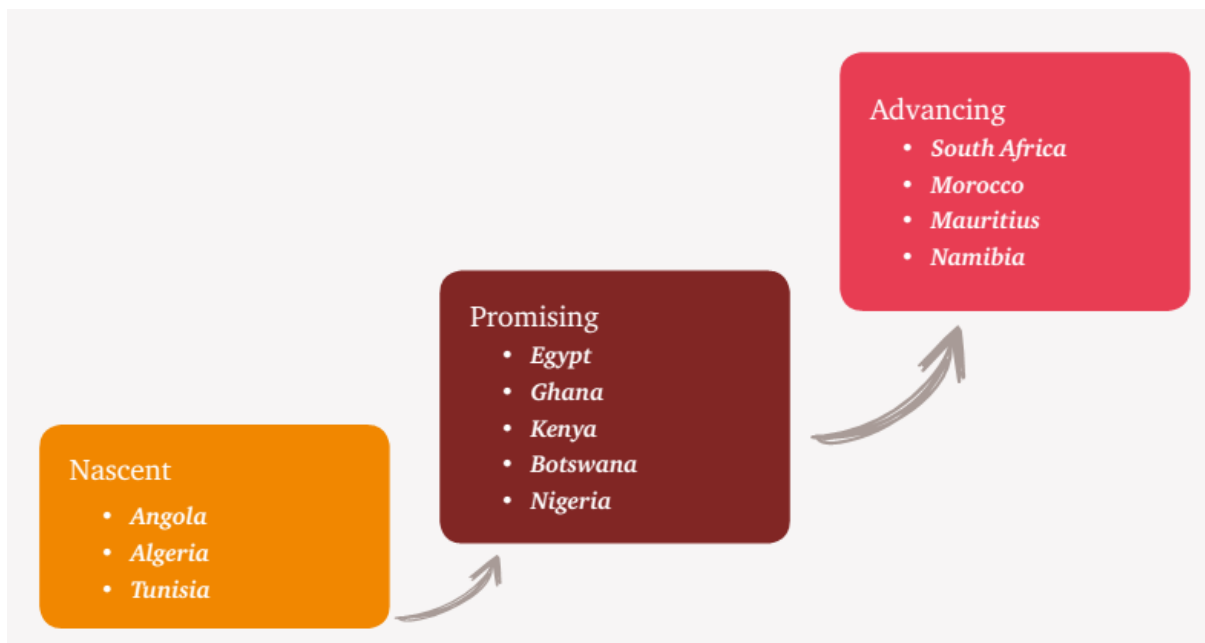 Advancing
• South Africa
• Morocco
• Mauritius
• Namibia
Promising
• Egypt
• Ghana
• Kenya
• Botswana
• Nigeria
Nascent
• Angola
• Algeria
• Tunisia